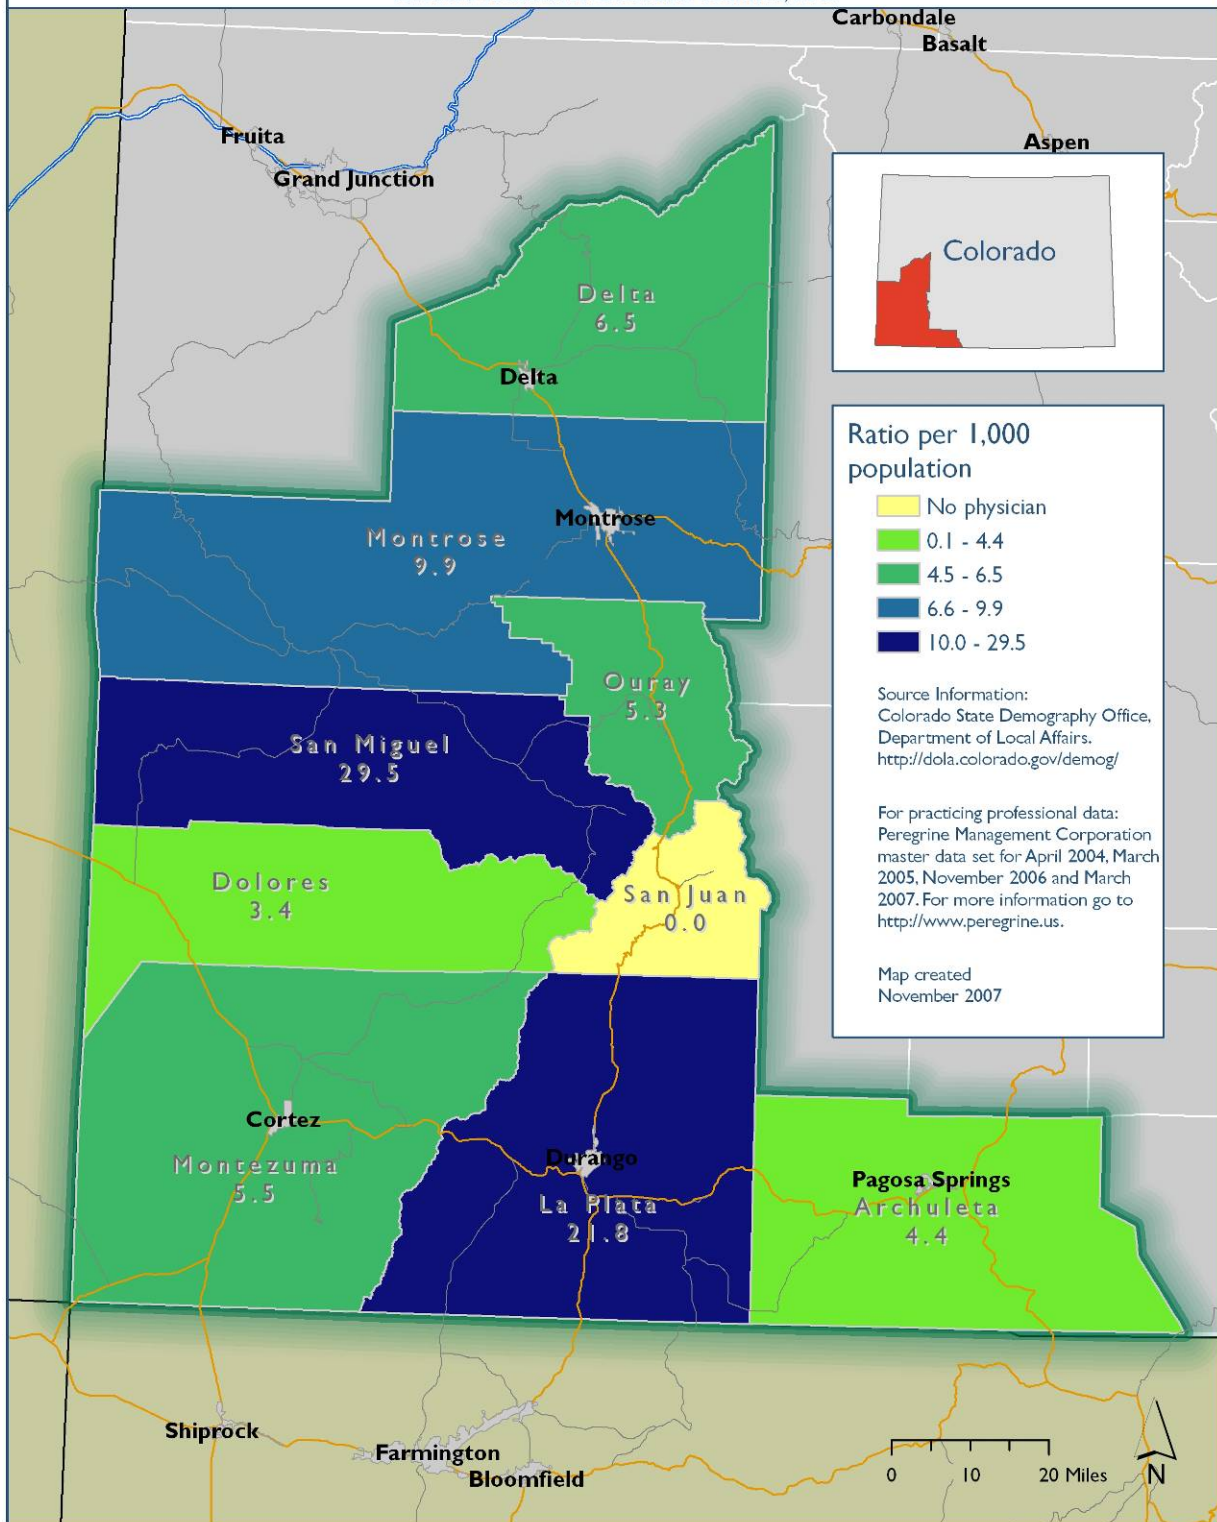 Carbondale
Basalt
Fruita
Aspen
Grand Junction
Colorado
Delta
6.5
Delta
Ratio per 1,000
population
No physician
0.1 - 4.4
4.5 - 6.5
6.6 - 9.9
10.0 - 29.5
Montrose
Montrose
9.9
Ouray
5.3
Source Information:
Colorado State Demography Office,
Department of Local Affairs.
http://dola.colorado.gov/demog/
San Miguel
29.5
For practicing professional data:
Peregrine Management Corporation
master data set for April 2004, March
2005, November 2006 and March
2007. For more information go to
http://www.peregrine.us.
Dolores
3.4
San Juan
0.0
Map created
November 2007
Cortez
Montezuma
5.5
Durango
La Plata
21.8
Pagosa Springs
Archuleta
4.4
Shiprock
Farmington
Bloomfield
0 10 20 Miles
N